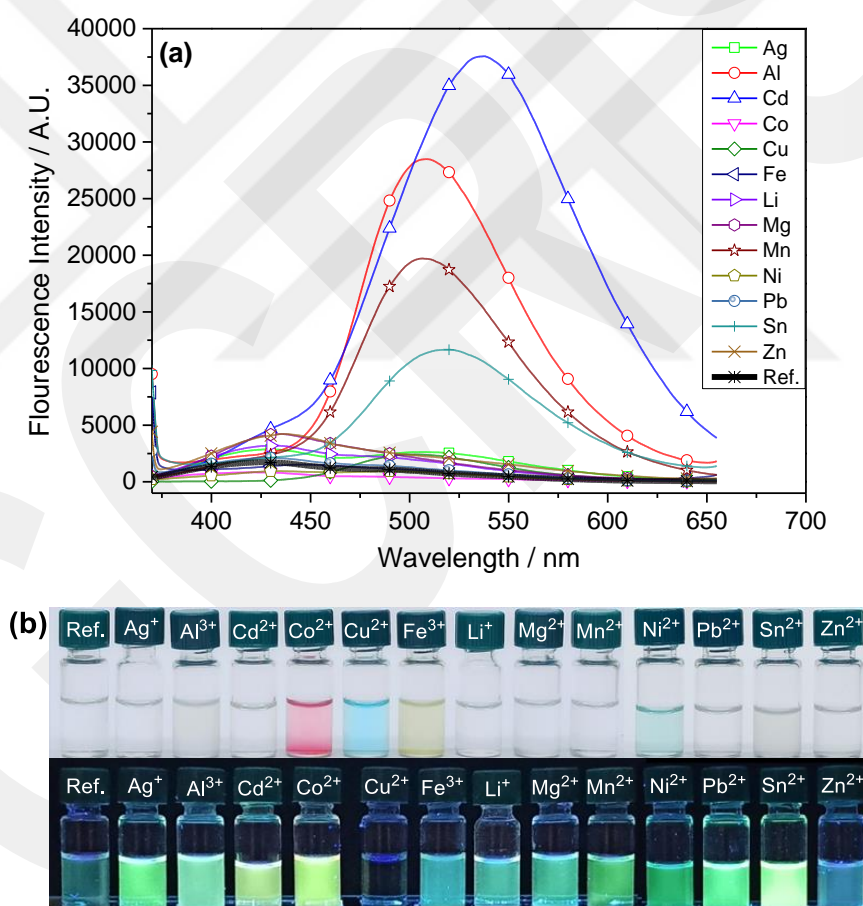 (a)
Flourescence Intensity / A.U.
40000
35000
30000
25000
20000
15000
10000
5000
0
400 450 500 550 600 650 700
Wavelength / nm
Ag
Al
Cd
Co
Cu
Fe
Li
Mg
Mn
Ni
Pb
Sn
Zn
Ref.
(b)
Ref. Ag⁺ Al³⁺ Cd²⁺ Co²⁺ Cu²⁺ Fe³⁺ Li⁺ Mg²⁺ Mn²⁺ Ni²⁺ Pb²⁺ Sn²⁺ Zn²⁺
Ref. Ag⁺ Al³⁺ Cd²⁺ Co²⁺ Cu²⁺ Fe³⁺ Li⁺ Mg²⁺ Mn²⁺ Ni²⁺ Pb²⁺ Sn²⁺ Zn²⁺